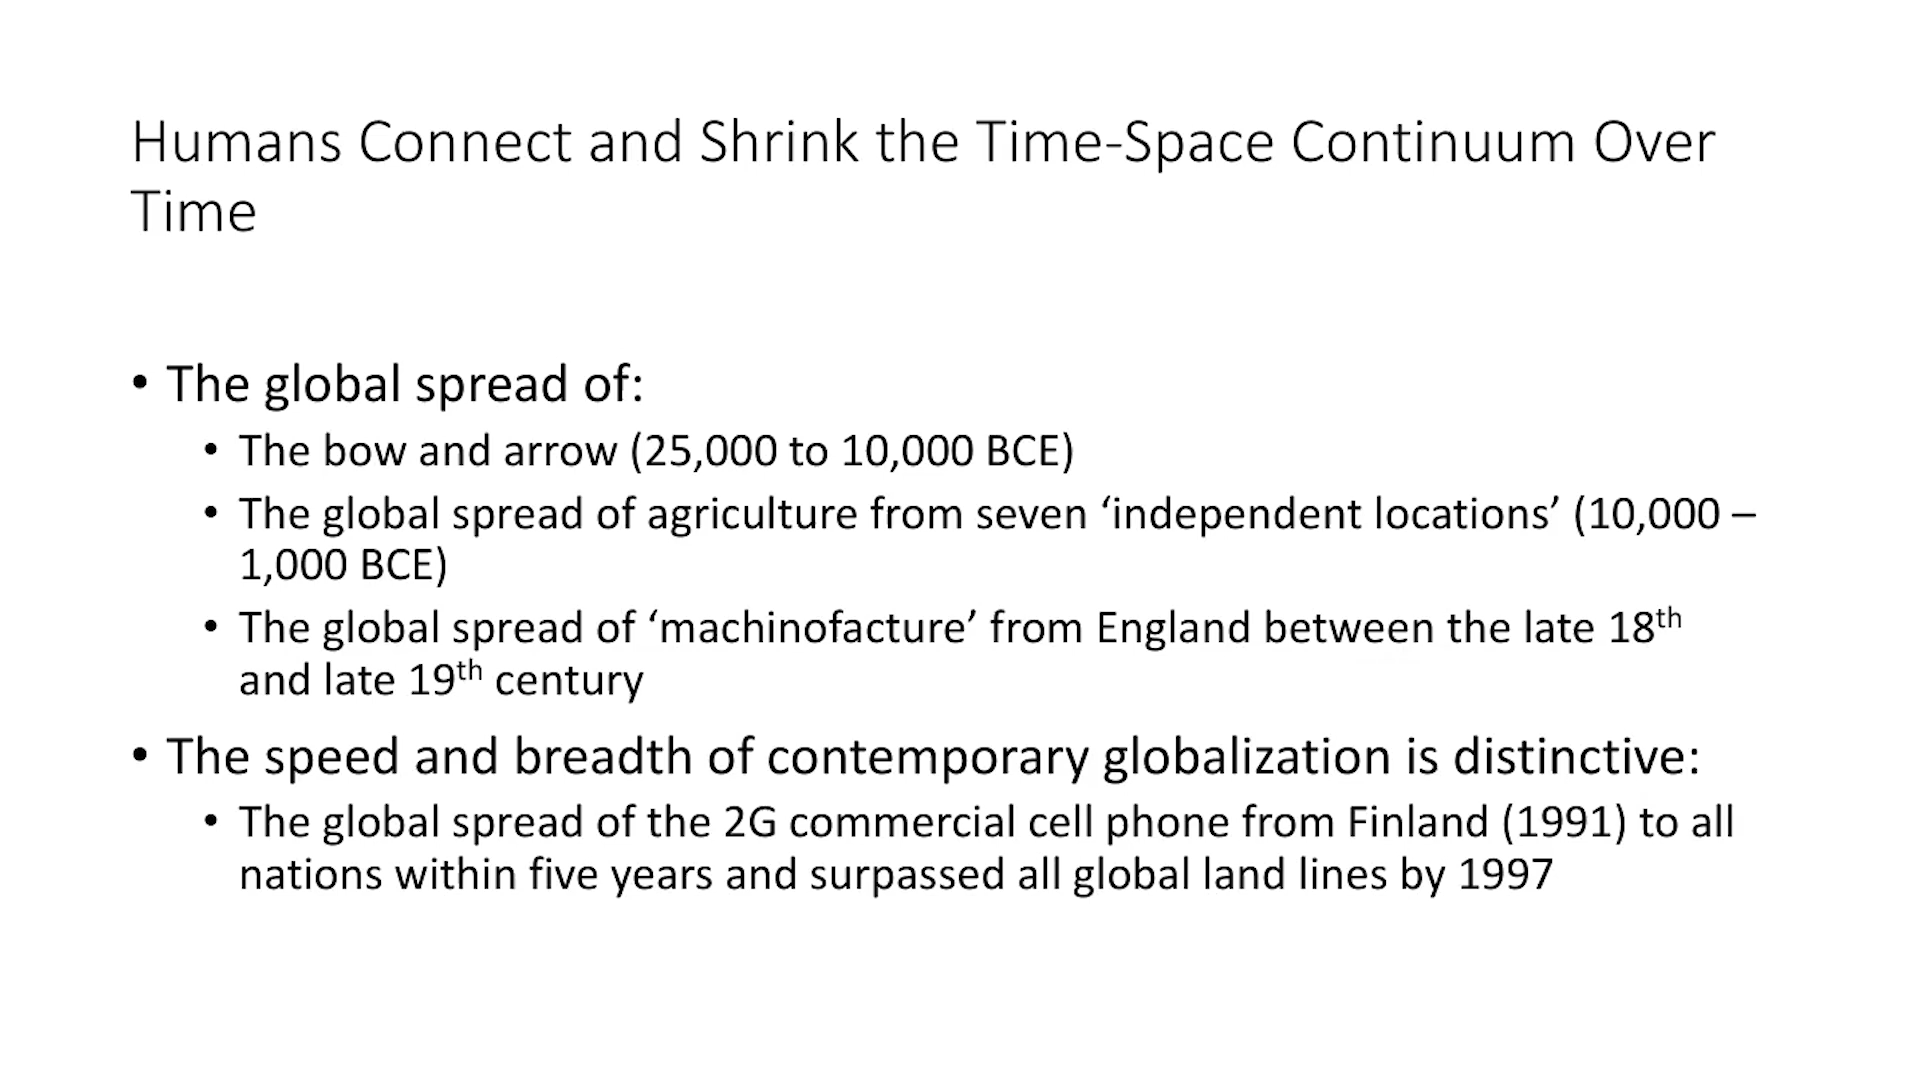 Humans Connect and Shrink the Time-Space Continuum Over
Time
• The global spread of:
• The bow and arrow (25,000 to 10,000 BCE)
• The global spread of agriculture from seven ‘independent locations’ (10,000 –
1,000 BCE)
• The global spread of ‘machinofacture’ from England between the late 18th
and late 19th century
• The speed and breadth of contemporary globalization is distinctive:
• The global spread of the 2G commercial cell phone from Finland (1991) to all
nations within five years and surpassed all global land lines by 1997